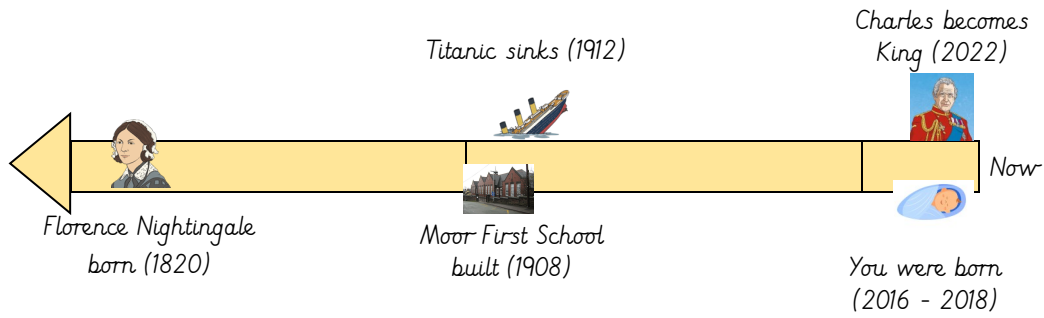 Charles becomes
King (2022)
Titanic sinks (1912)
Now
Florence Nightingale
born (1820)
Moor First School
built (1908)
You were born
(2016 - 2018)